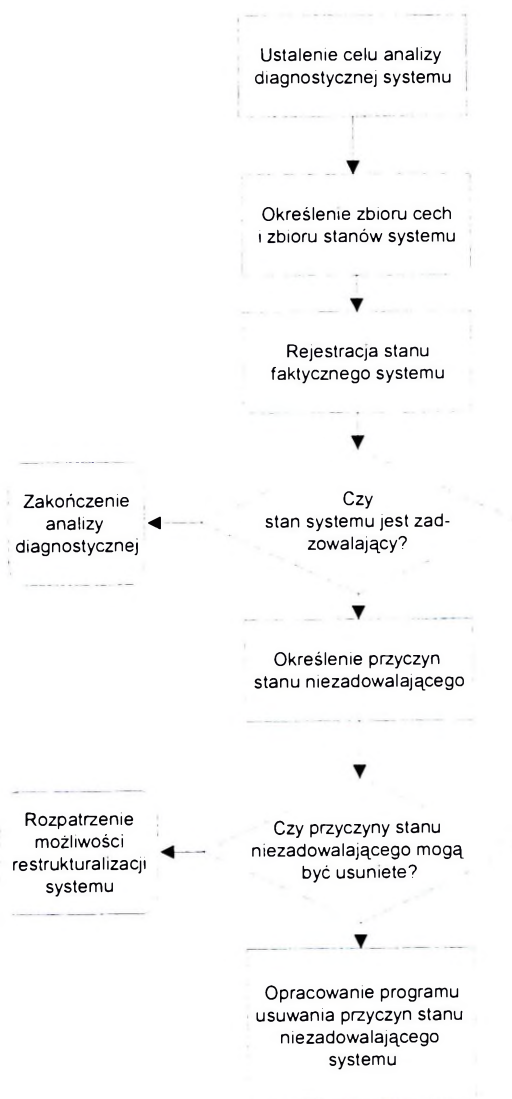 Ustalenie celu analizy
diagnostycznej systemu
Określenie zbioru cech
i zbioru stanów systemu
Rejestracja stanu
faktycznego systemu
Czy
stan systemu jest zad-
zowalający?
Zakończenie
analizy
diagnostycznej
Określenie przyczyn
stanu niezadowalającego
Czy przyczyny stanu
niezadowalającego mogą
być usuniete?
Rozpatrzenie
możliwości
restrukturalizacji
systemu
Opracowanie programu
usuwania przyczyn stanu
niezadowalającego
systemu